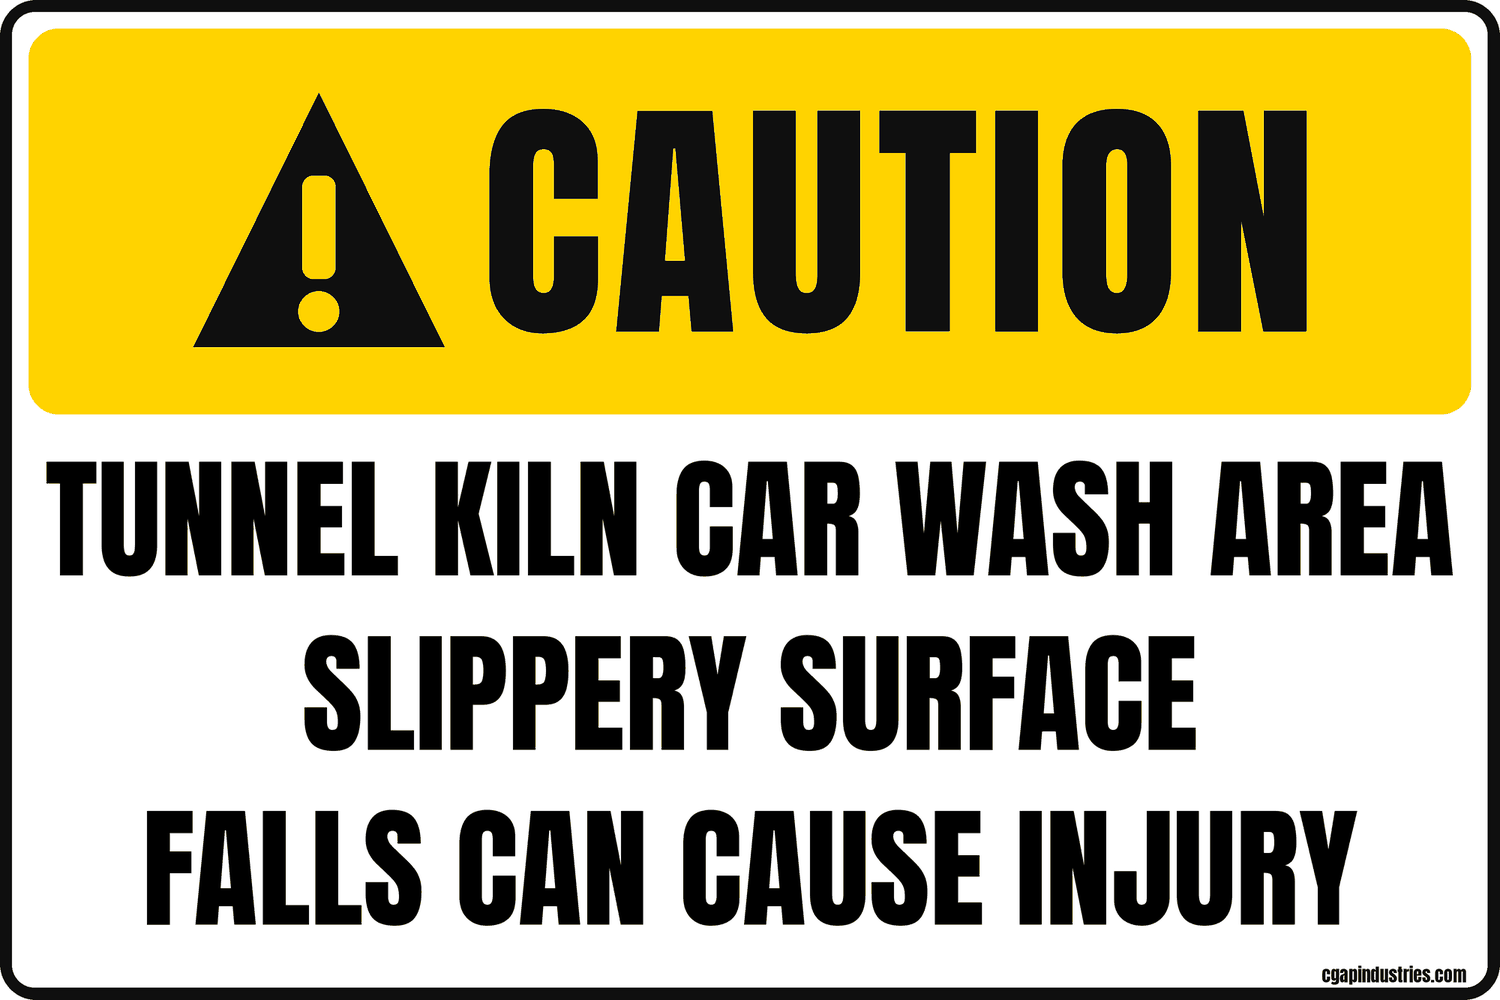 CAUTION
TUNNEL KILN CAR WASH AREA
SLIPPERY SURFACE
FALLS CAN CAUSE INJURY
cgapindustries.com